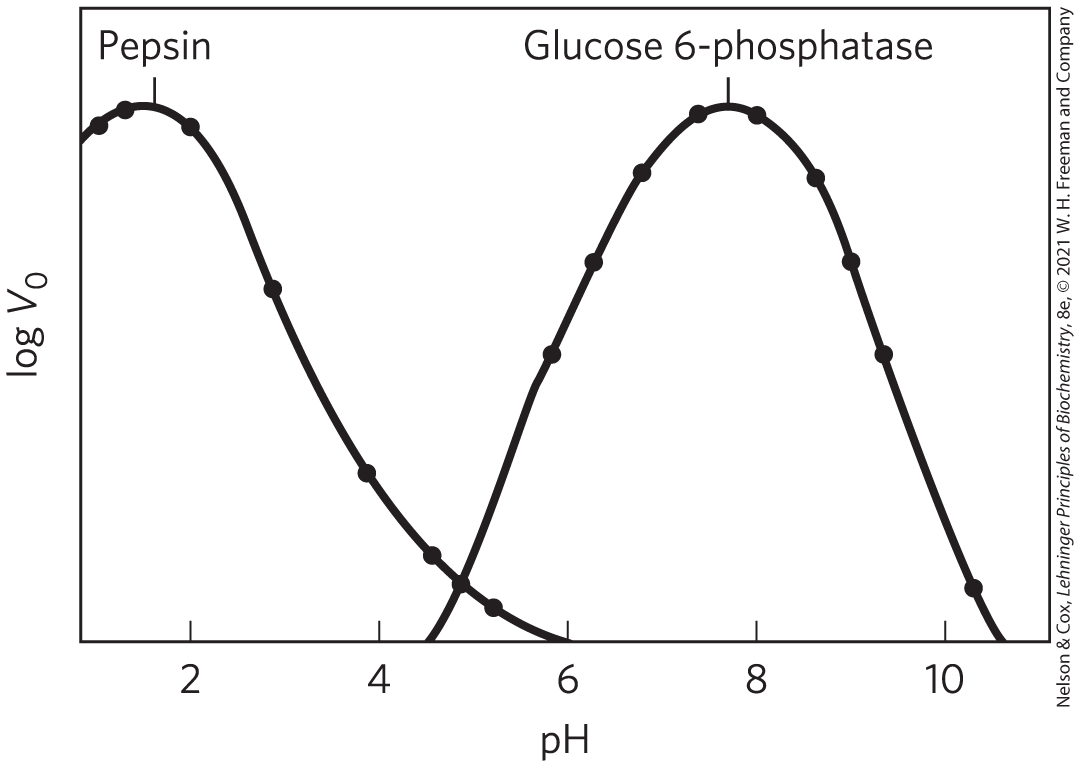 Pepsin
Glucose 6-phosphatase
log V0
2
4
6
8
10
pH
Nelson & Cox, Lehninger Principles of Biochemistry, 8e, © 2021 W. H. Freeman and Company